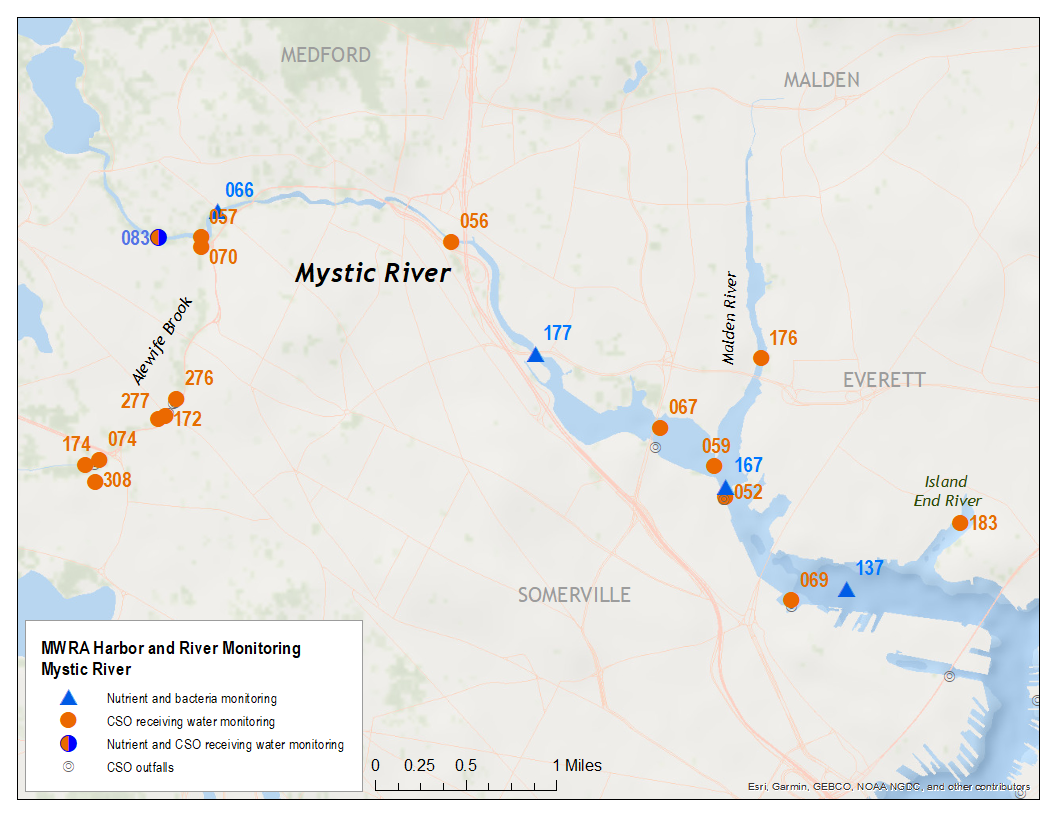 MEDFORD
MALDEN
066
057
056
083
070
Mystic River
Malden River
177
176
Alewife Brook
276
EVERETT
277
172
067
174
074
059
308
167
052
Island
End River
183
137
069
SOMERVILLE
MWRA Harbor and River Monitoring
Mystic River
Nutrient and bacteria monitoring
CSO receiving water monitoring
Nutrient and CSO receiving water monitoring
CSO outfalls
0 0.25 0.5 1 Miles
Esri, Garmin, GEBCO, NOAA NGDC, and other contributors